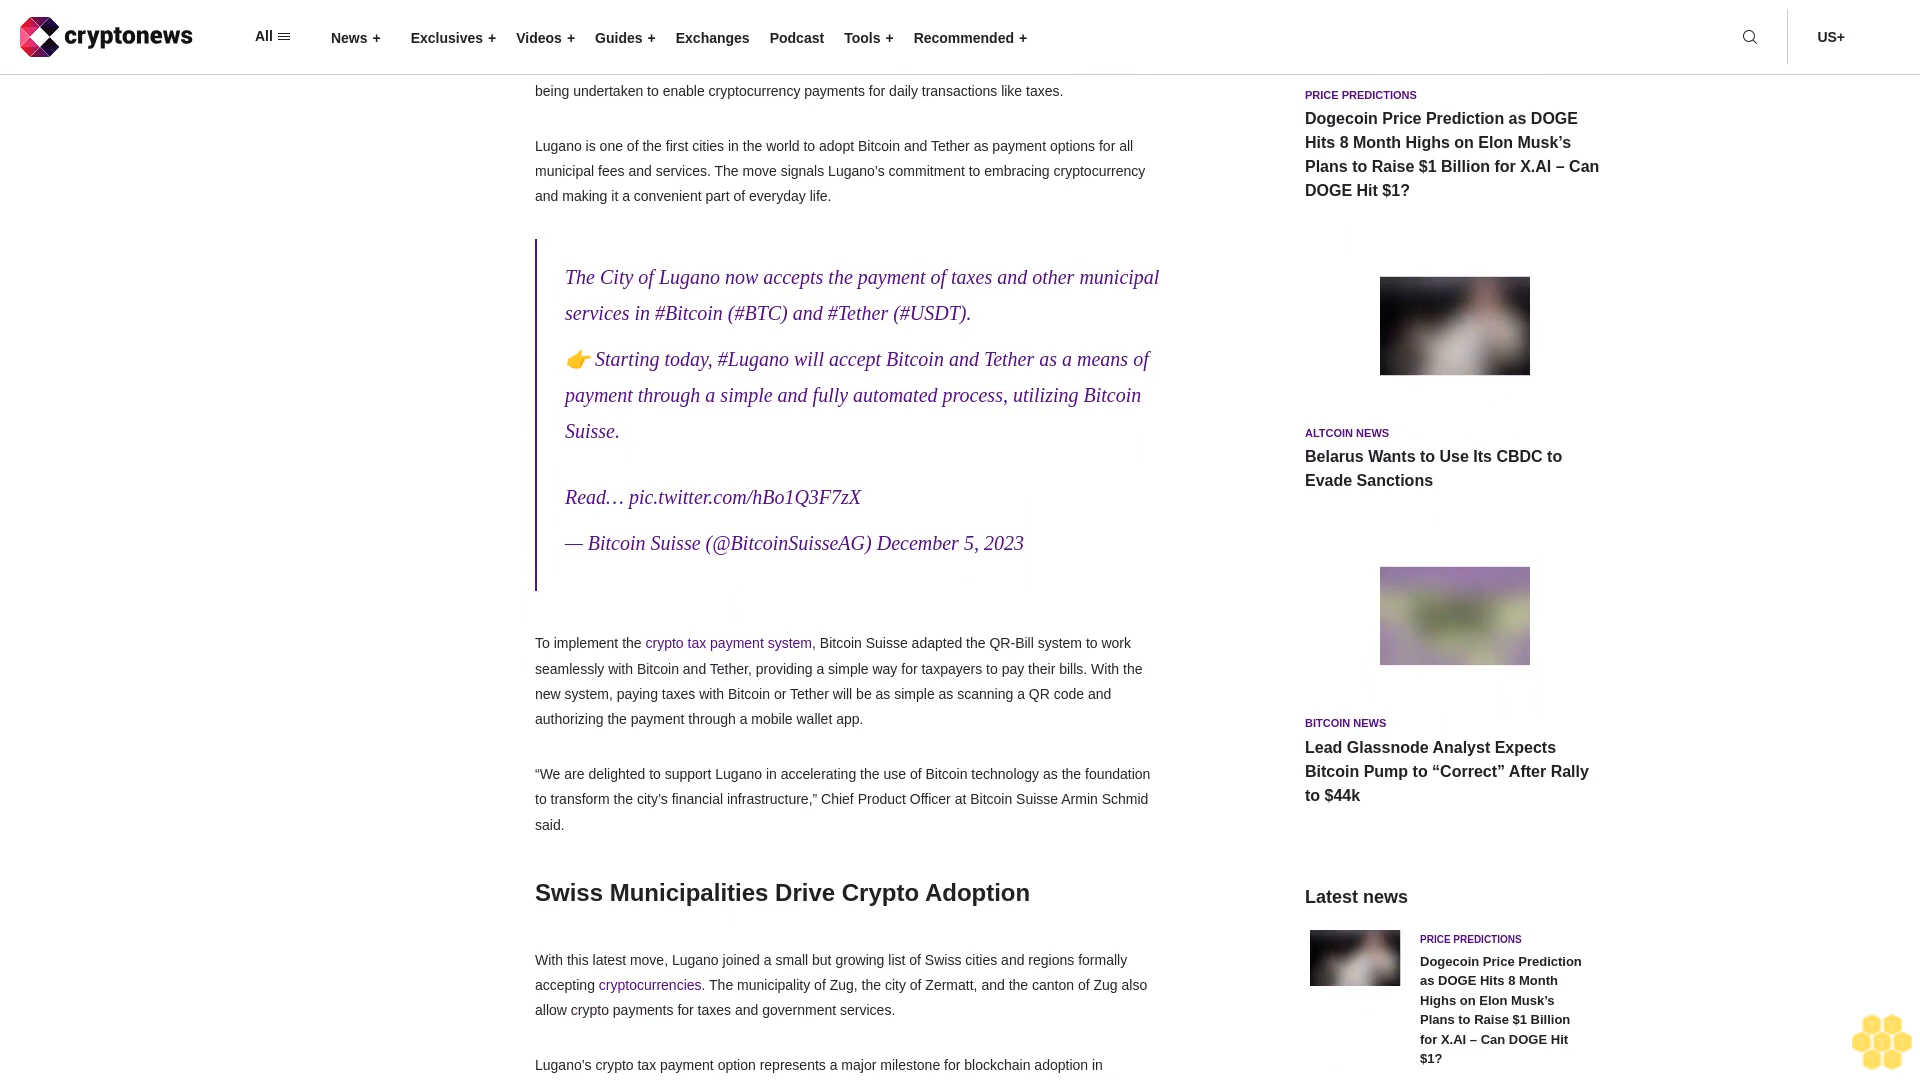 cryptonews
All
News +
Exclusives +
Videos +
Guides +
Exchanges
Podcast
Tools +
Recommended +
US+
being undertaken to enable cryptocurrency payments for daily transactions like taxes.
Lugano is one of the first cities in the world to adopt Bitcoin and Tether as payment options for all
municipal fees and services. The move signals Lugano’s commitment to embracing cryptocurrency
and making it a convenient part of everyday life.
The City of Lugano now accepts the payment of taxes and other municipal
services in #Bitcoin (#BTC) and #Tether (#USDT).
👉 Starting today, #Lugano will accept Bitcoin and Tether as a means of
payment through a simple and fully automated process, utilizing Bitcoin
Suisse.
Read… pic.twitter.com/hBo1Q3F7zX
— Bitcoin Suisse (@BitcoinSuisseAG) December 5, 2023
To implement the crypto tax payment system, Bitcoin Suisse adapted the QR-Bill system to work
seamlessly with Bitcoin and Tether, providing a simple way for taxpayers to pay their bills. With the
new system, paying taxes with Bitcoin or Tether will be as simple as scanning a QR code and
authorizing the payment through a mobile wallet app.
“We are delighted to support Lugano in accelerating the use of Bitcoin technology as the foundation
to transform the city’s financial infrastructure,” Chief Product Officer at Bitcoin Suisse Armin Schmid
said.
Swiss Municipalities Drive Crypto Adoption
With this latest move, Lugano joined a small but growing list of Swiss cities and regions formally
accepting cryptocurrencies. The municipality of Zug, the city of Zermatt, and the canton of Zug also
allow crypto payments for taxes and government services.
Lugano’s crypto tax payment option represents a major milestone for blockchain adoption in
PRICE PREDICTIONS
Dogecoin Price Prediction as DOGE
Hits 8 Month Highs on Elon Musk’s
Plans to Raise $1 Billion for X.AI – Can
DOGE Hit $1?
ALTCOIN NEWS
Belarus Wants to Use Its CBDC to
Evade Sanctions
BITCOIN NEWS
Lead Glassnode Analyst Expects
Bitcoin Pump to “Correct” After Rally
to $44k
Latest news
PRICE PREDICTIONS
Dogecoin Price Prediction
as DOGE Hits 8 Month
Highs on Elon Musk’s
Plans to Raise $1 Billion
for X.AI – Can DOGE Hit
$1?